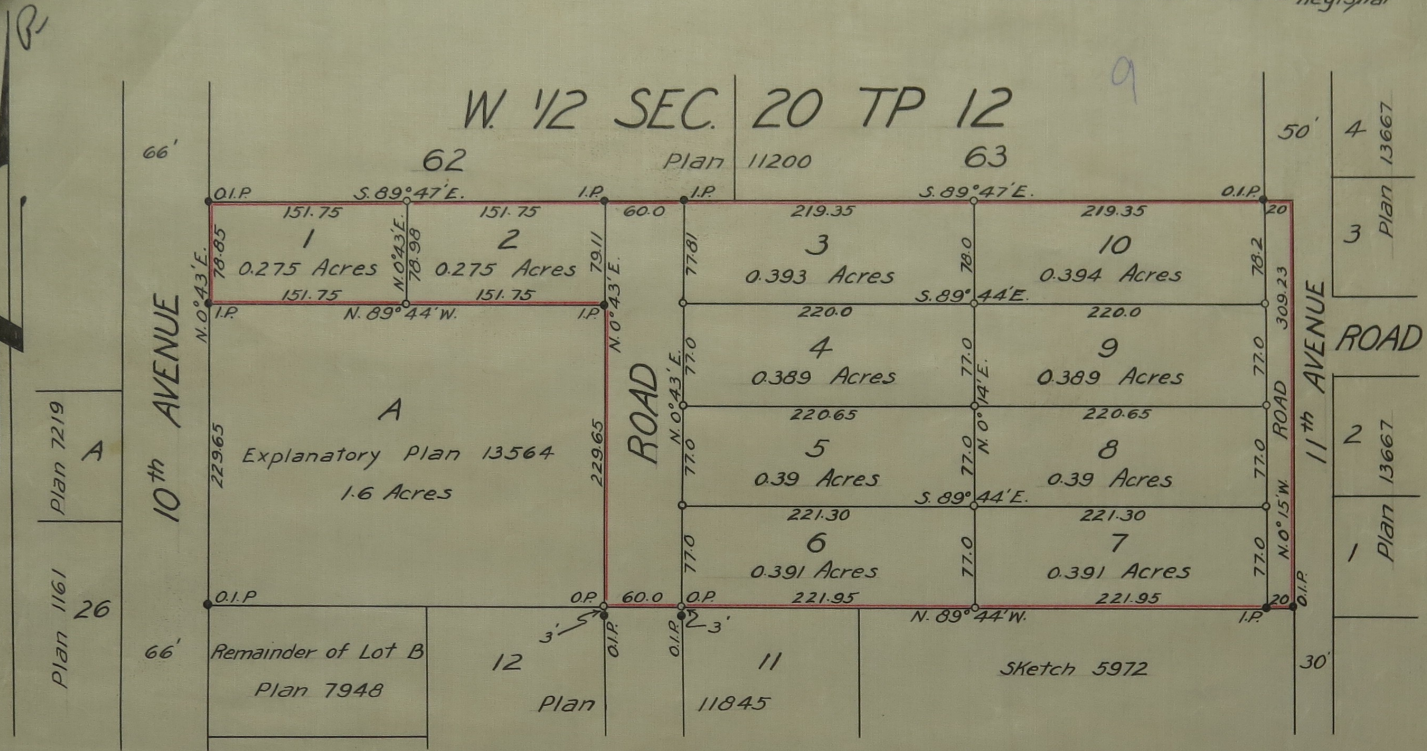 W. 1/2 SEC. 20 TP 12
9
66'
62
Plan 11200
63
50'
4
Plan 13667
3
O.I.P.
S. 89°47'E.
I.P.
I.P.
S. 89°47'E.
O.I.P.
151.75
151.75
60.0
219.35
219.35
20
N. 0°43'E.
78.85
1
0.275 Acres
N. 0°43'E.
78.98
2
0.275 Acres
79.11
N. 0°43'E.
77.81
3
0.393 Acres
78.0
10
0.394 Acres
78.2
309.23
151.75
151.75
I.P.
N. 89°44'W.
I.P.
S. 89°44'E.
220.0
220.0
10th AVENUE
ROAD
11th AVENUE
ROAD
77.0
4
0.389 Acres
77.0
9
0.389 Acres
77.0
N. 0°43'E.
N. 0°14'E.
ROAD
220.65
220.65
Plan 7219
A
229.65
A
Explanatory Plan 13564
1.6 Acres
229.65
77.0
5
0.39 Acres
77.0
8
0.39 Acres
77.0
2
Plan 13667
1
S. 89°44'E.
221.30
221.30
N. 0°15'W.
77.0
6
0.391 Acres
77.0
7
0.391 Acres
77.0
Plan 1161
26
O.I.P
O.P.
60.0
O.P.
221.95
221.95
20
O.I.P.
N. 89°44'W.
I.P.
3'
O.I.P.
O.I.P.
3'
66'
Remainder of Lot B
Plan 7948
12
Plan 11845
11
Sketch 5972
30'